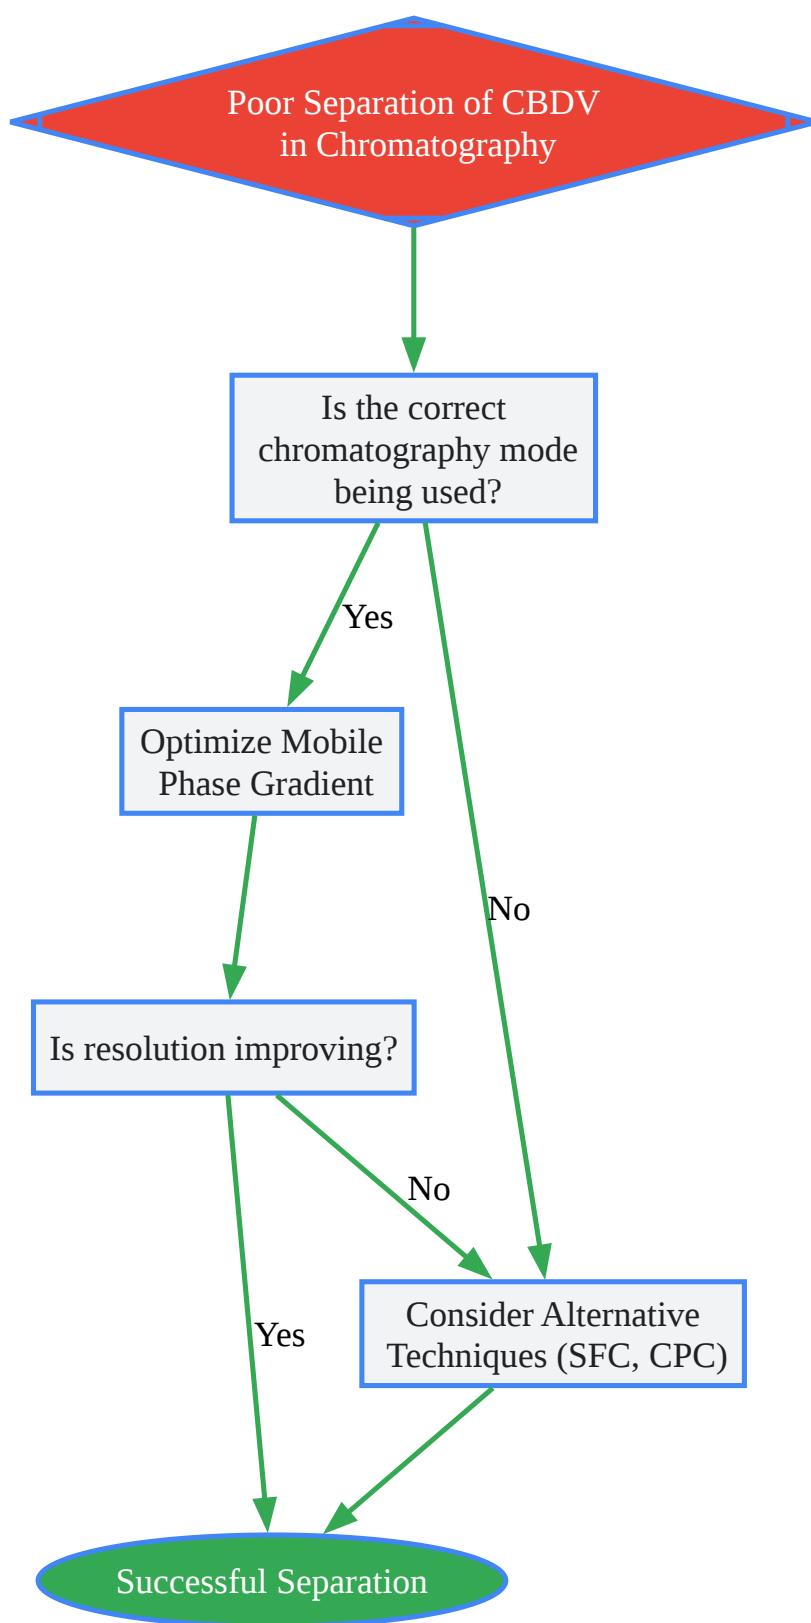 Poor Separation of CBDV
in Chromatography
Is the correct
chromatography mode
being used?
Yes
Optimize Mobile
Phase Gradient
No
Is resolution improving?
No
Consider Alternative
Techniques (SFC, CPC)
Yes
Successful Separation